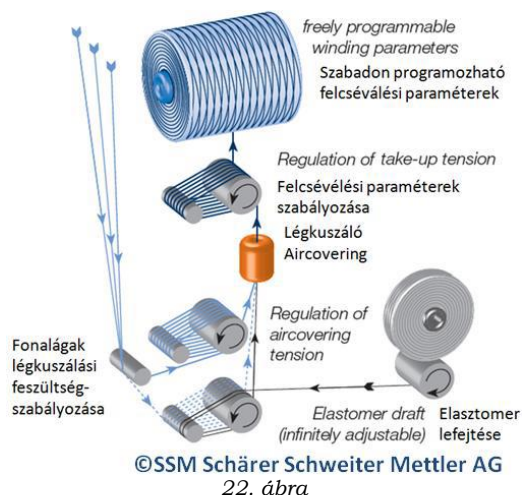 freely programmable
winding parameters
Szabadon programozható
felcséválési paraméterek
Regulation of take-up tension
Felcsévélési paraméterek
szabályozása
Légkuszáló
Aircovering
Regulation of
aircovering
tension
Fonalágak
légkuszálási
feszültség-
szabályozása
Elastomer draft
(infinitely adjustable)
Elasztomer
lefejtése
©SSM Schärer Schweiter Mettler AG
22. ábra